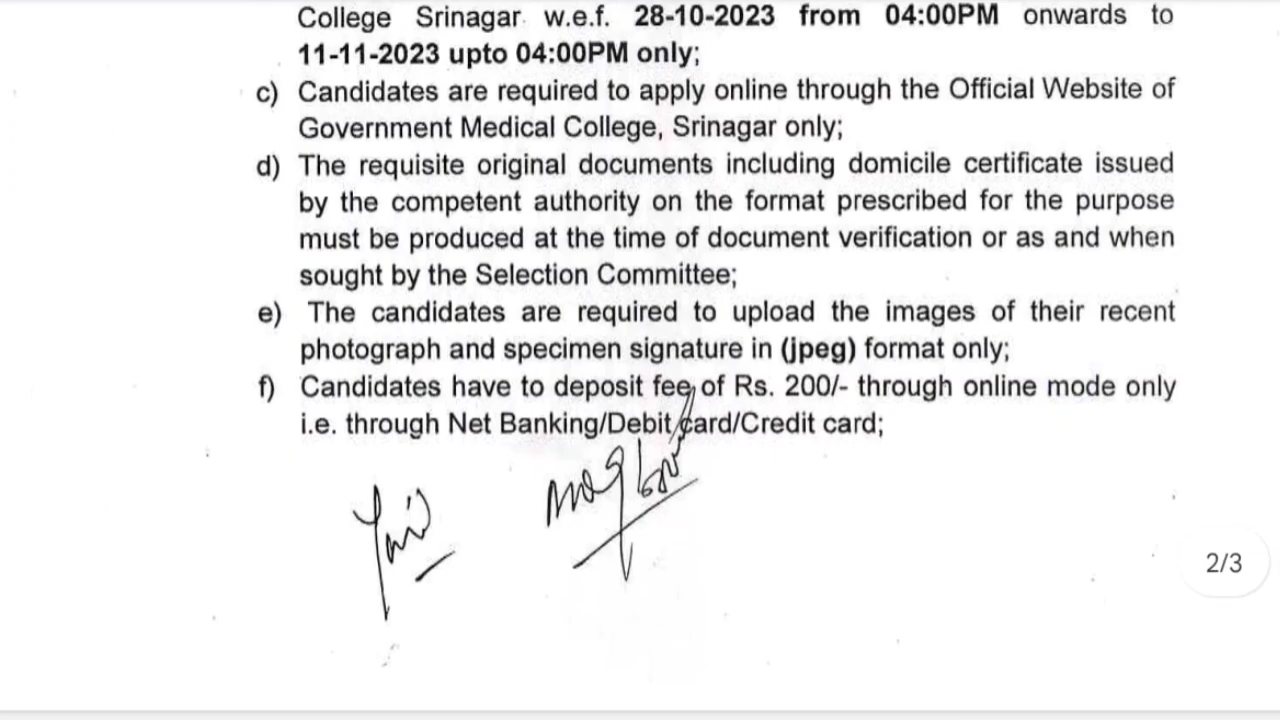 College Srinagar w.e.f. 28-10-2023 from 04:00PM onwards to
11-11-2023 upto 04:00PM only;
c) Candidates are required to apply online through the Official Website of
Government Medical College, Srinagar only;
d) The requisite original documents including domicile certificate issued
by the competent authority on the format prescribed for the purpose
must be produced at the time of document verification or as and when
sought by the Selection Committee;
e) The candidates are required to upload the images of their recent
photograph and specimen signature in (jpeg) format only;
f) Candidates have to deposit fee of Rs. 200/- through online mode only
i.e. through Net Banking/Debit card/Credit card;
2/3